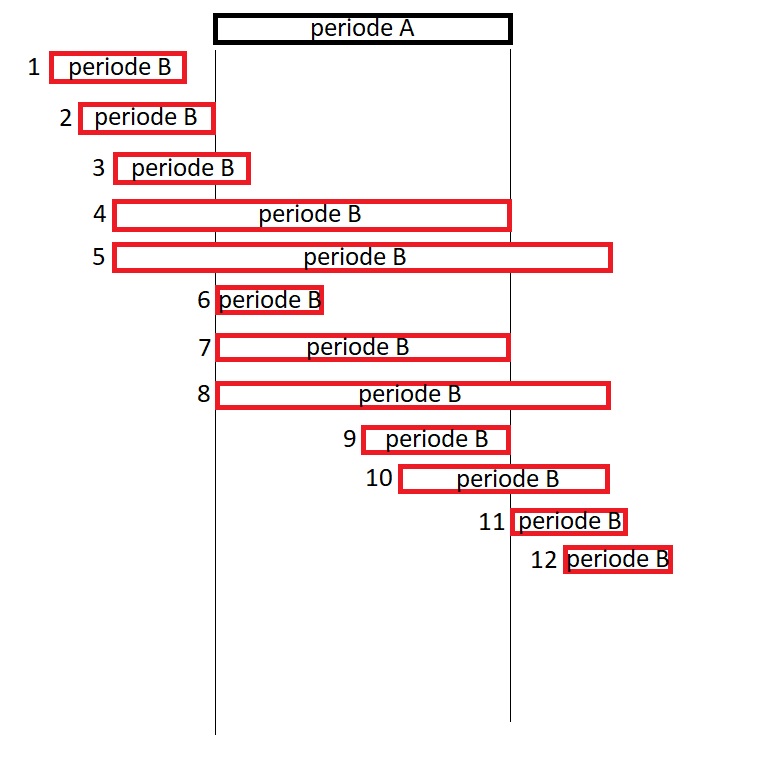 periode A
1 periode B
2 periode B
3 periode B
4 periode B
5 periode B
6 periode B
7 periode B
8 periode B
9 periode B
10 periode B
11 periode B
12 periode B